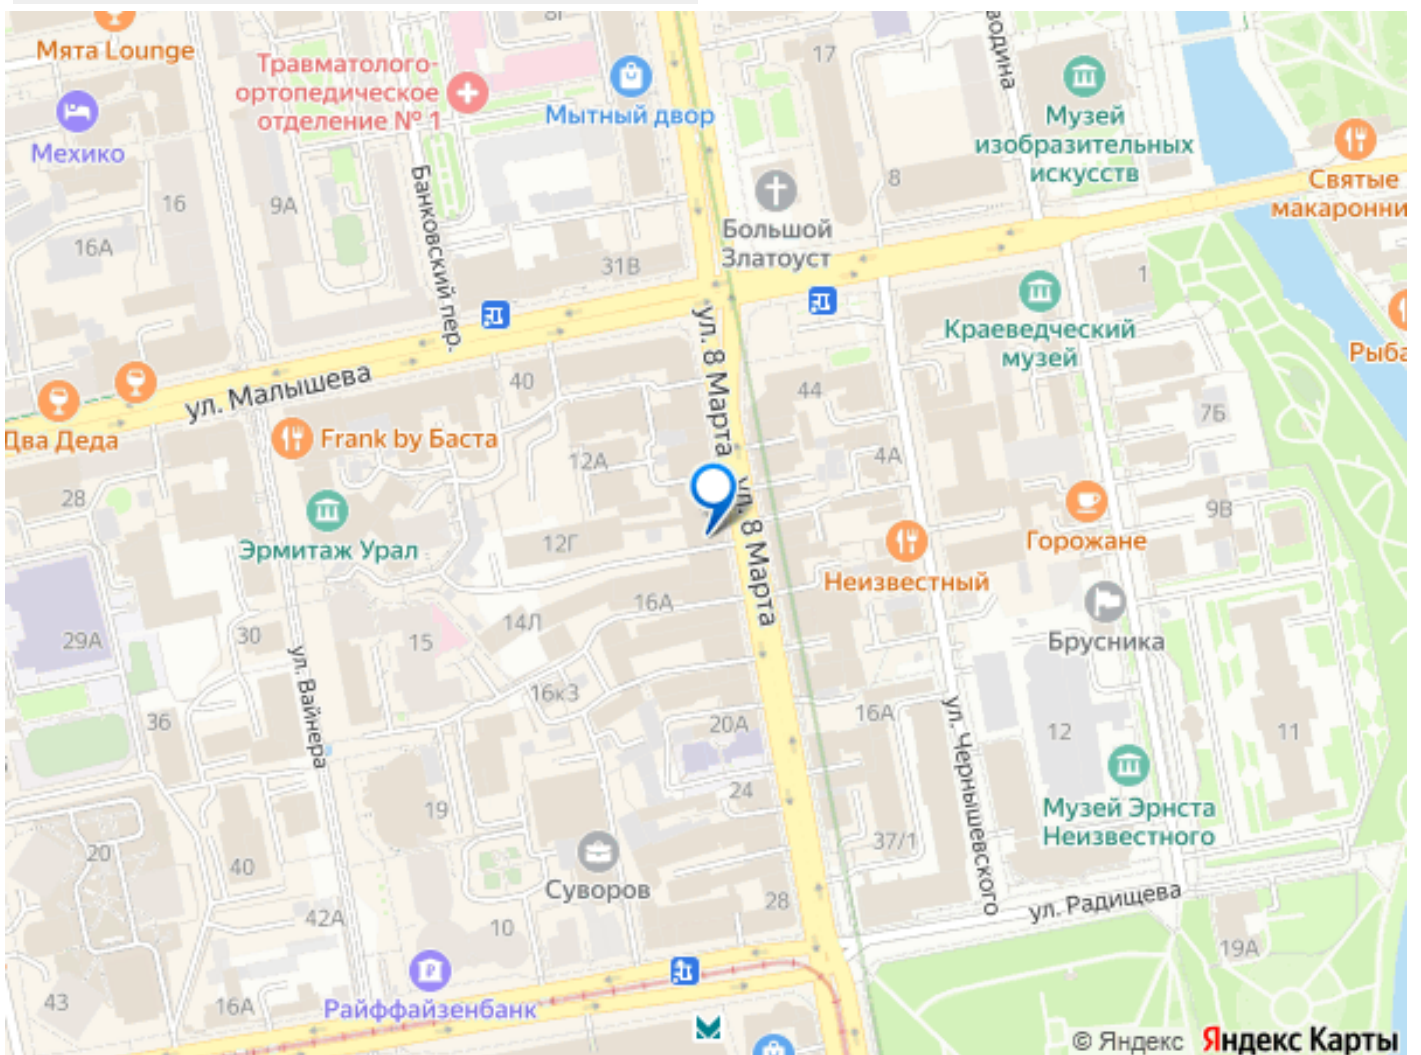 8Г
Мята Lounge
Травматолого-
ортопедическое
отделение № 1
17
водина
Мытный двор
Музей
изобразительных
искусств
Мехико
Святые
макаронни
16
9А
8
Банковский пер.
Большой
Златоуст
16А
31В
1
Краеведческий
музей
Рыба
ул. 8 Марта
ул. Малышева
40
44
7Б
Два Деда
Frank by Баста
12А
4А
28
9В
Эрмитаж Урал
12Г
ул. 8 Марта
Горожане
Неизвестный
16А
14Л
29А
30
15
Брусника
ул. Вайнера
16к3
36
20А
16А
ул. Чернышевского
12
11
24
19
Музей Эрнста
Неизвестного
37/1
20
40
Суворов
28
ул. Радищева
42А
10
19А
43
16А
Райффайзенбанк
© Яндекс Яндекс Карты